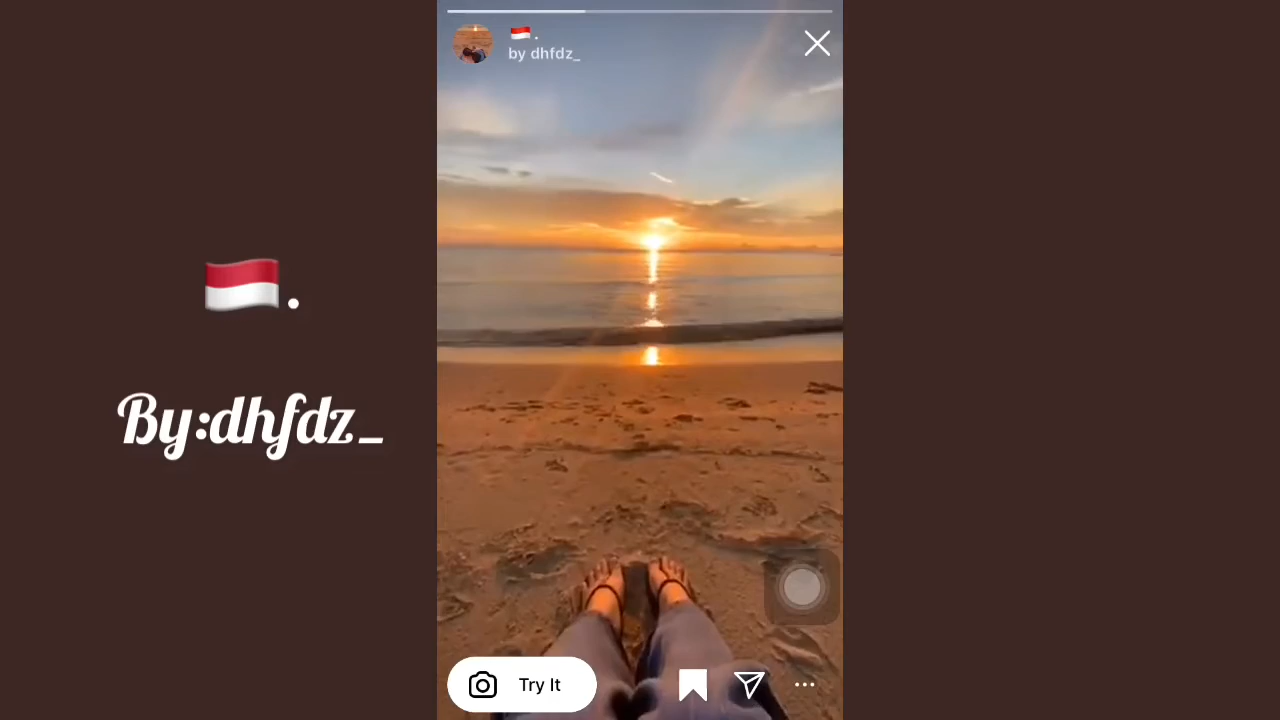 🇮🇩.
By:dhfdz_
🇮🇩.
by dhfdz_
Try It